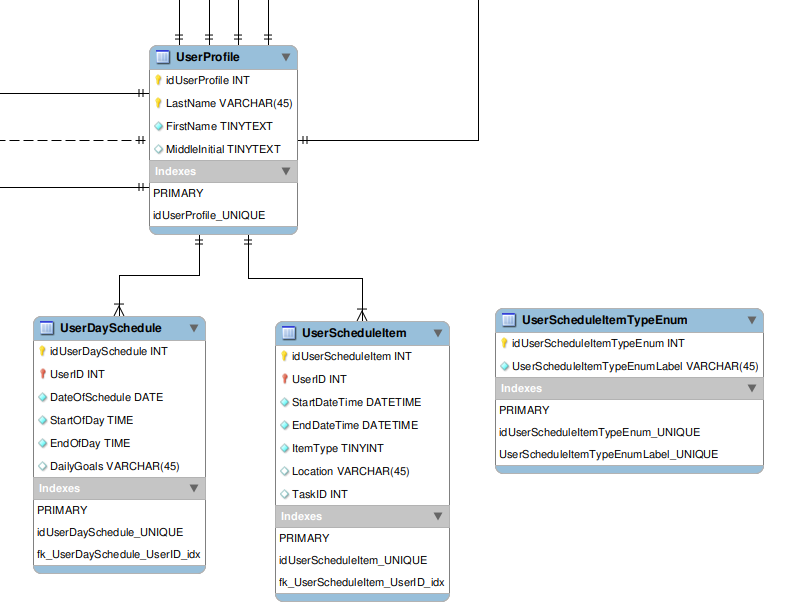 UserProfile
idUserProfile INT
LastName VARCHAR(45)
FirstName TINYTEXT
MiddleInitial TINYTEXT
Indexes
PRIMARY
idUserProfile_UNIQUE
UserDaySchedule
idUserDaySchedule INT
UserID INT
DateOfSchedule DATE
StartOfDay TIME
EndOfDay TIME
DailyGoals VARCHAR(45)
Indexes
PRIMARY
idUserDaySchedule_UNIQUE
fk_UserDaySchedule_UserID_idx
UserScheduleItem
idUserScheduleItem INT
UserID INT
StartDateTime DATETIME
EndDateTime DATETIME
ItemType TINYINT
Location VARCHAR(45)
TaskID INT
Indexes
PRIMARY
idUserScheduleItem_UNIQUE
fk_UserScheduleItem_UserID_idx
UserScheduleItemTypeEnum
idUserScheduleItemTypeEnum INT
UserScheduleItemTypeEnumLabel VARCHAR(45)
Indexes
PRIMARY
idUserScheduleItemTypeEnum_UNIQUE
UserScheduleItemTypeEnumLabel_UNIQUE